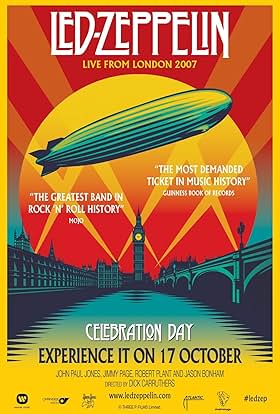 LED-ZEPPELIN
LIVE FROM LONDON 2007
"THE MOST DEMANDED
TICKET IN MUSIC HISTORY"
GUINNESS BOOK OF RECORDS
"THE GREATEST BAND IN
ROCK 'N' ROLL HISTORY"
MOJO
CELEBRATION DAY
EXPERIENCE IT ON 17 OCTOBER
JOHN PAUL JONES, JIMMY PAGE, ROBERT PLANT AND JASON BONHAM
DIRECTED BY DICK CARRUTHERS
www.ledzeppelin.com
#ledzep